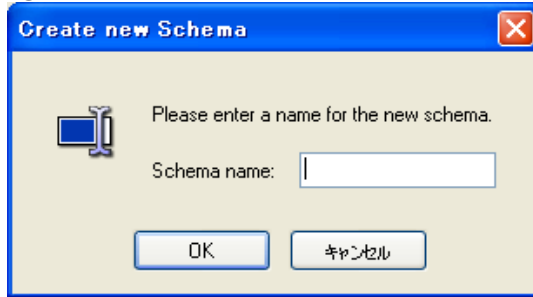 Create new Schema
Please enter a name for the new schema.
Schema name:
OK
ｷｬﾝｾﾙ